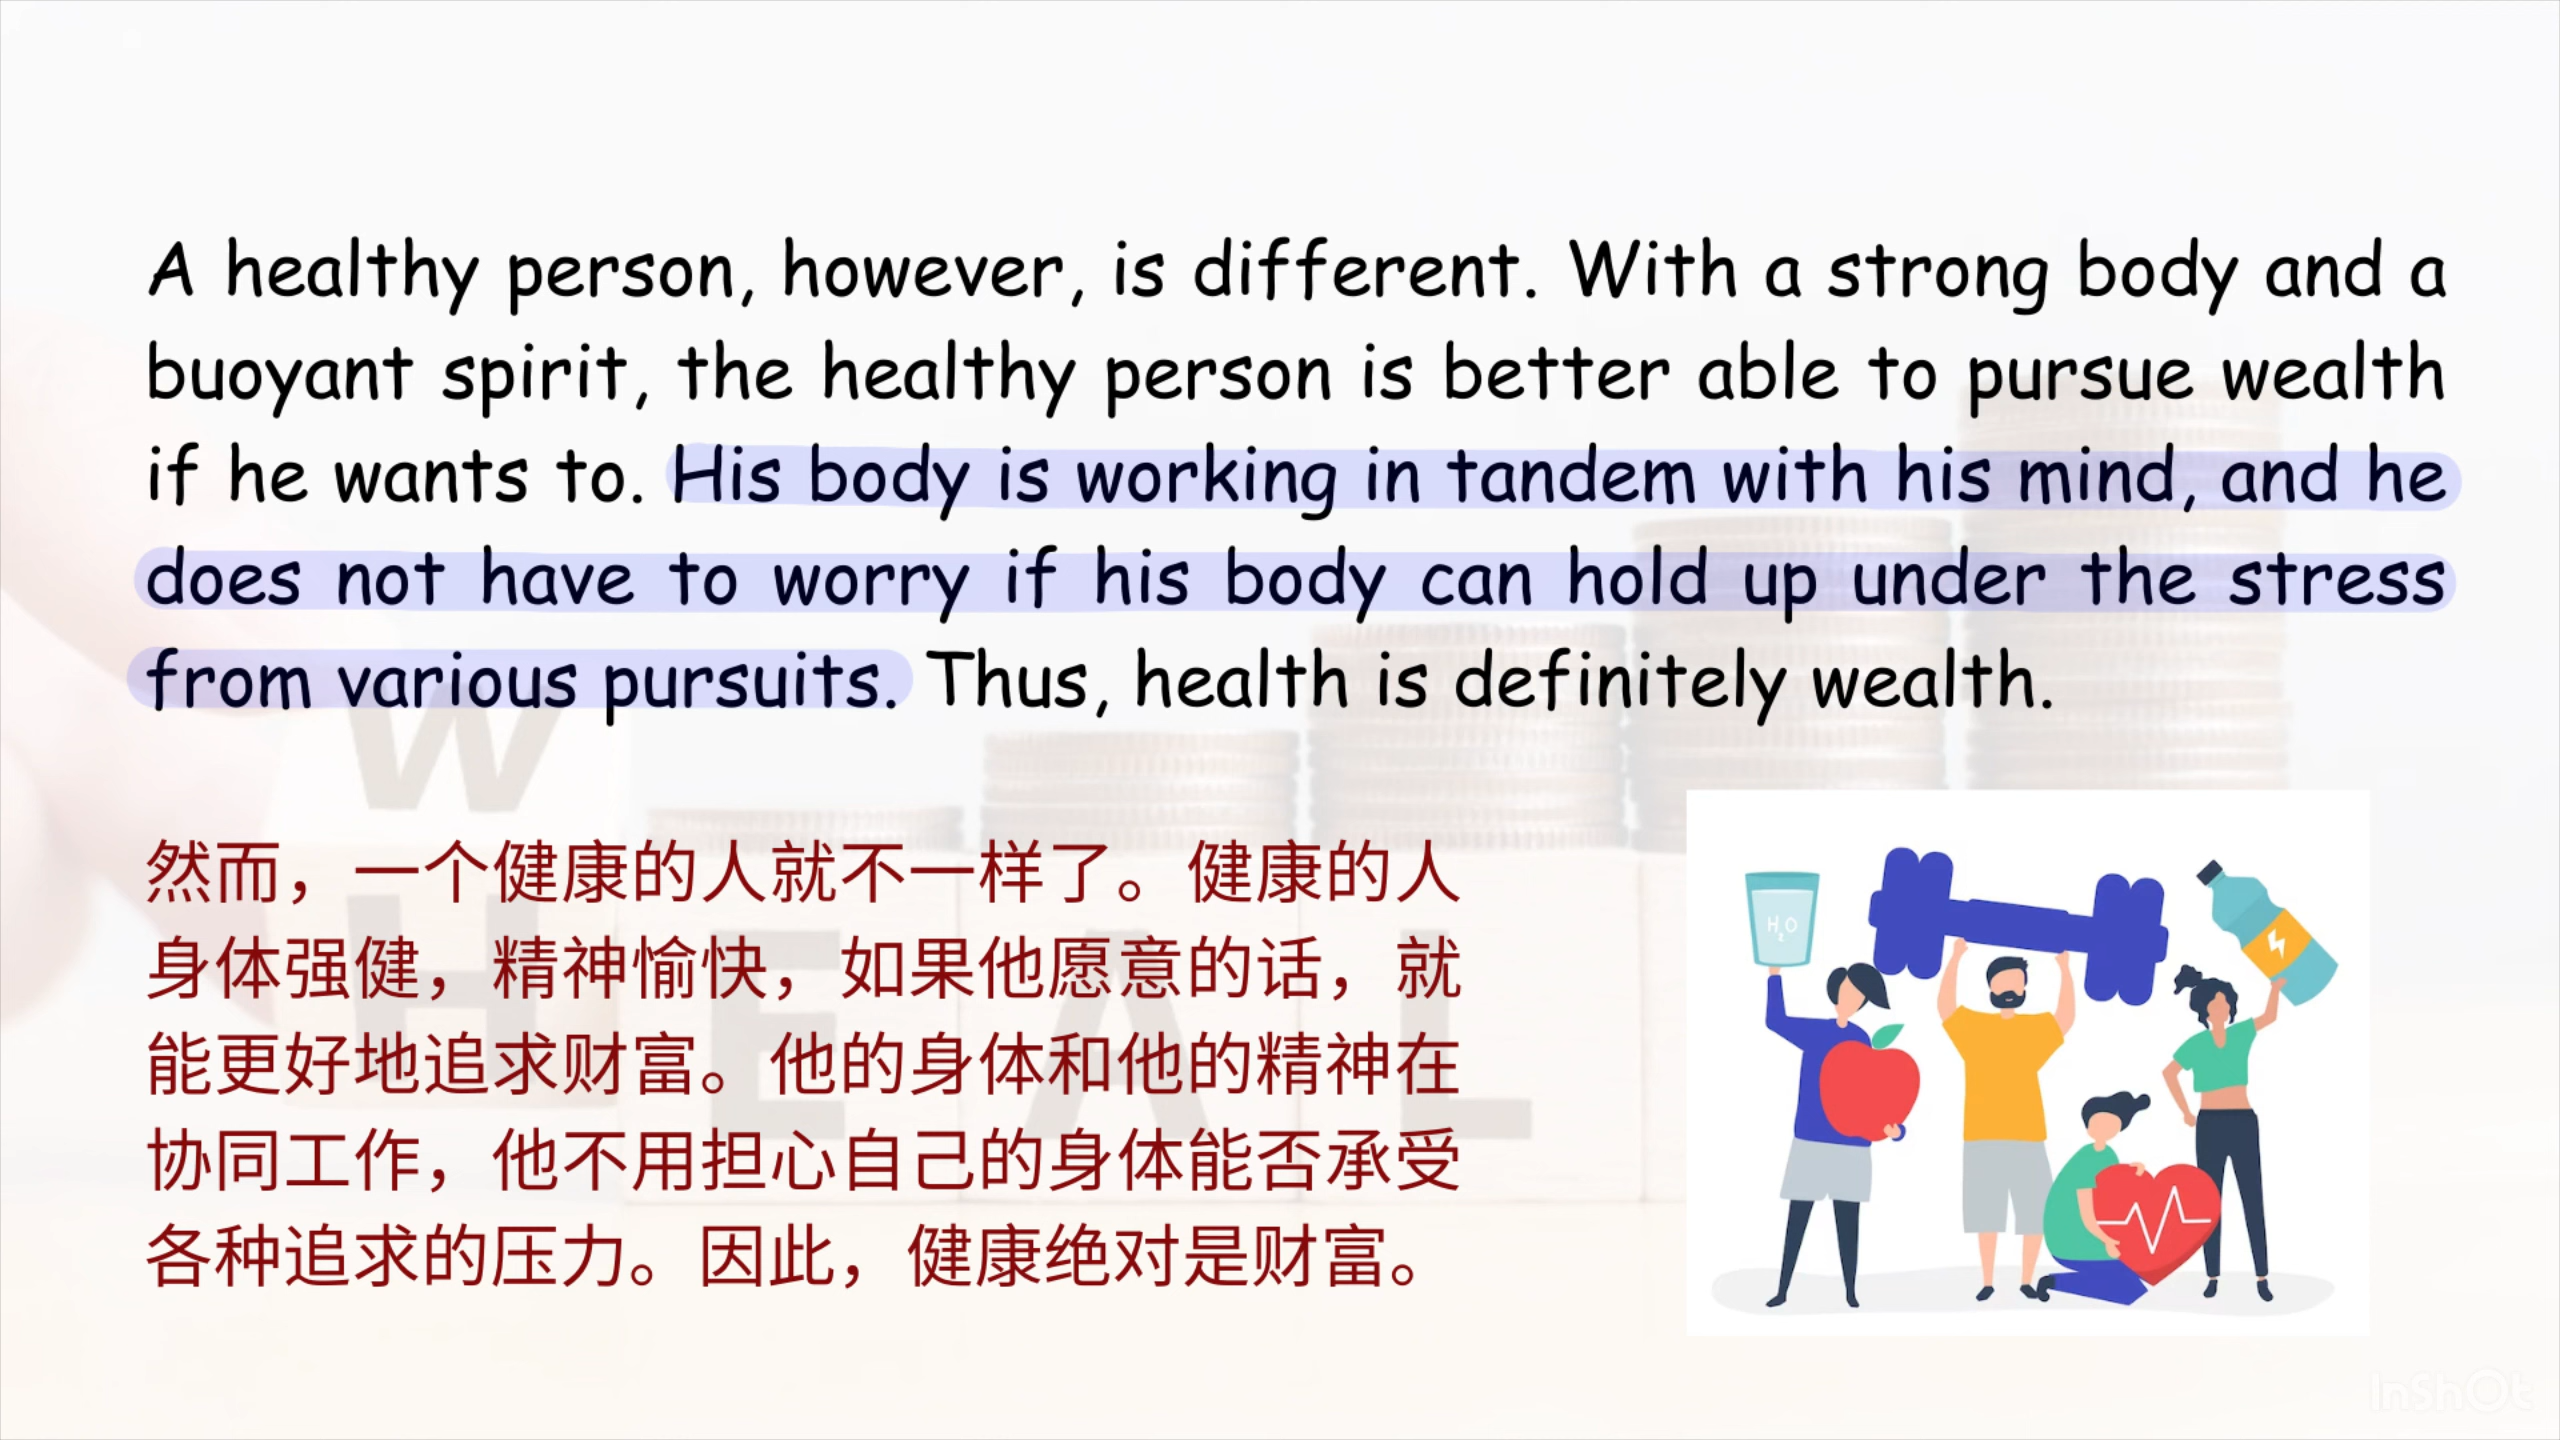 A healthy person, however, is different. With a strong body and a
buoyant spirit, the healthy person is better able to pursue wealth
if he wants to. His body is working in tandem with his mind, and he
does not have to worry if his body can hold up under the stress
from various pursuits. Thus, health is definitely wealth.
W
H E A L
然而，一个健康的人就不一样了。健康的人
身体强健，精神愉快，如果他愿意的话，就
能更好地追求财富。他的身体和他的精神在
协同工作，他不用担心自己的身体能否承受
各种追求的压力。因此，健康绝对是财富。
H2O
InShOt